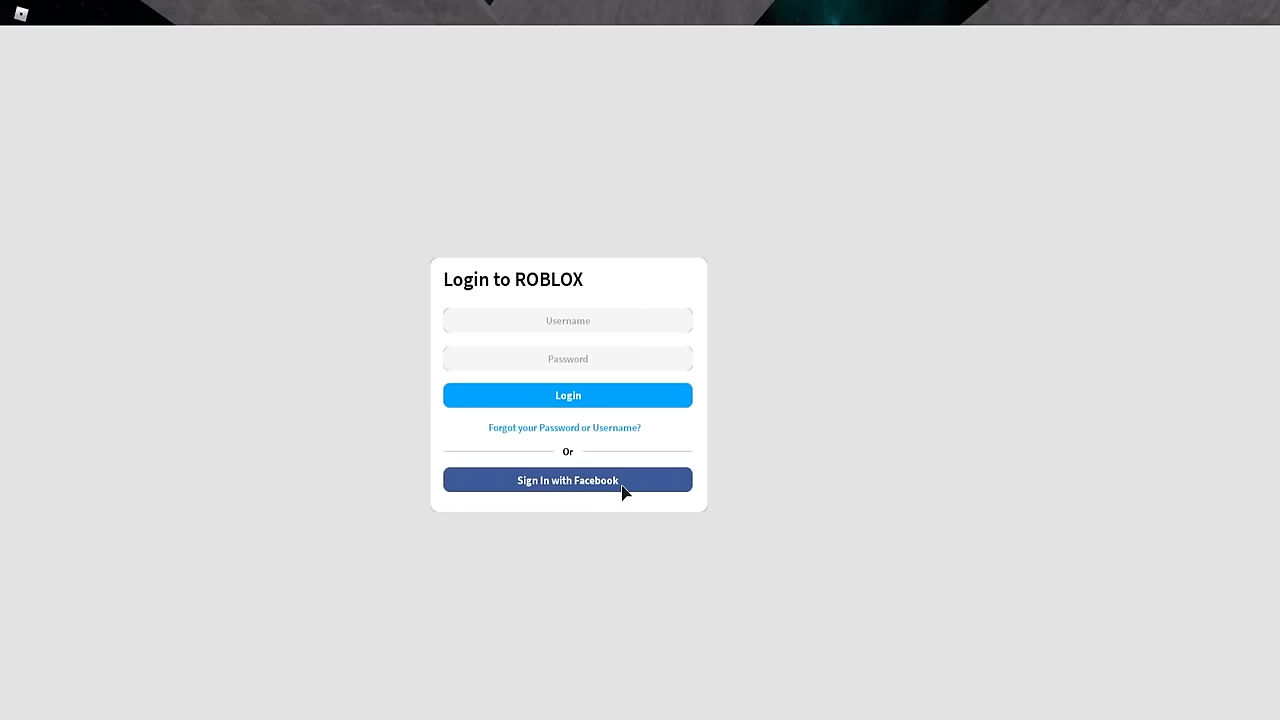 Login to ROBLOX
Username
Password
Login
Forgot your Password or Username?
Or
Sign In with Facebook